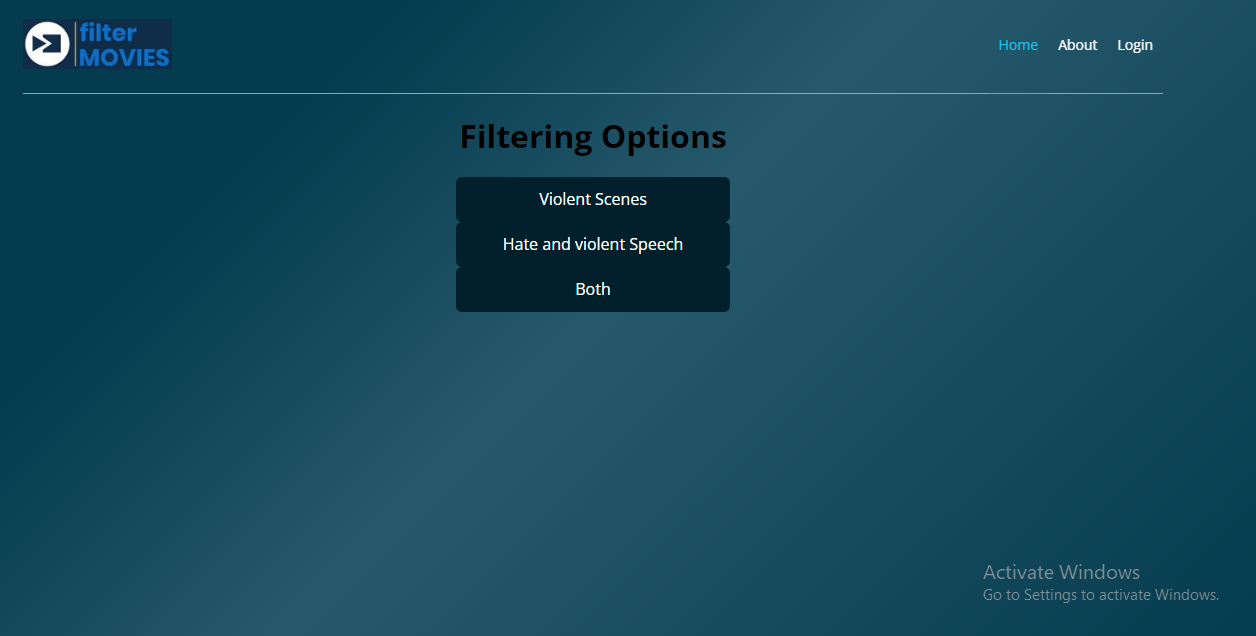 filter
MOVIES
Home About Login
Filtering Options
Violent Scenes
Hate and violent Speech
Both
Activate Windows
Go to Settings to activate Windows.